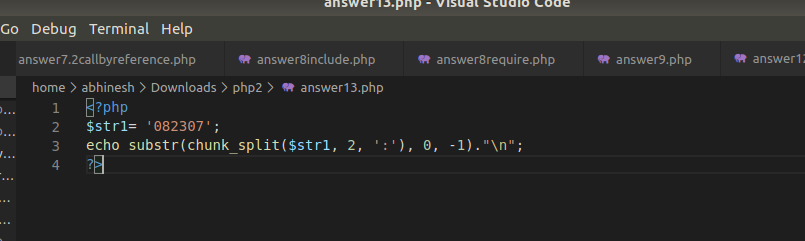 answer13.php - Visual Studio Code
Go Debug Terminal Help
answer7.2callbyreference.php answer8include.php answer8require.php answer9.php answer12
home > abhinesh > Downloads > php2 > answer13.php
1 <?php
2 $str1= '082307';
3 echo substr(chunk_split($str1, 2, ':'), 0, -1)."\n";
4 ?>